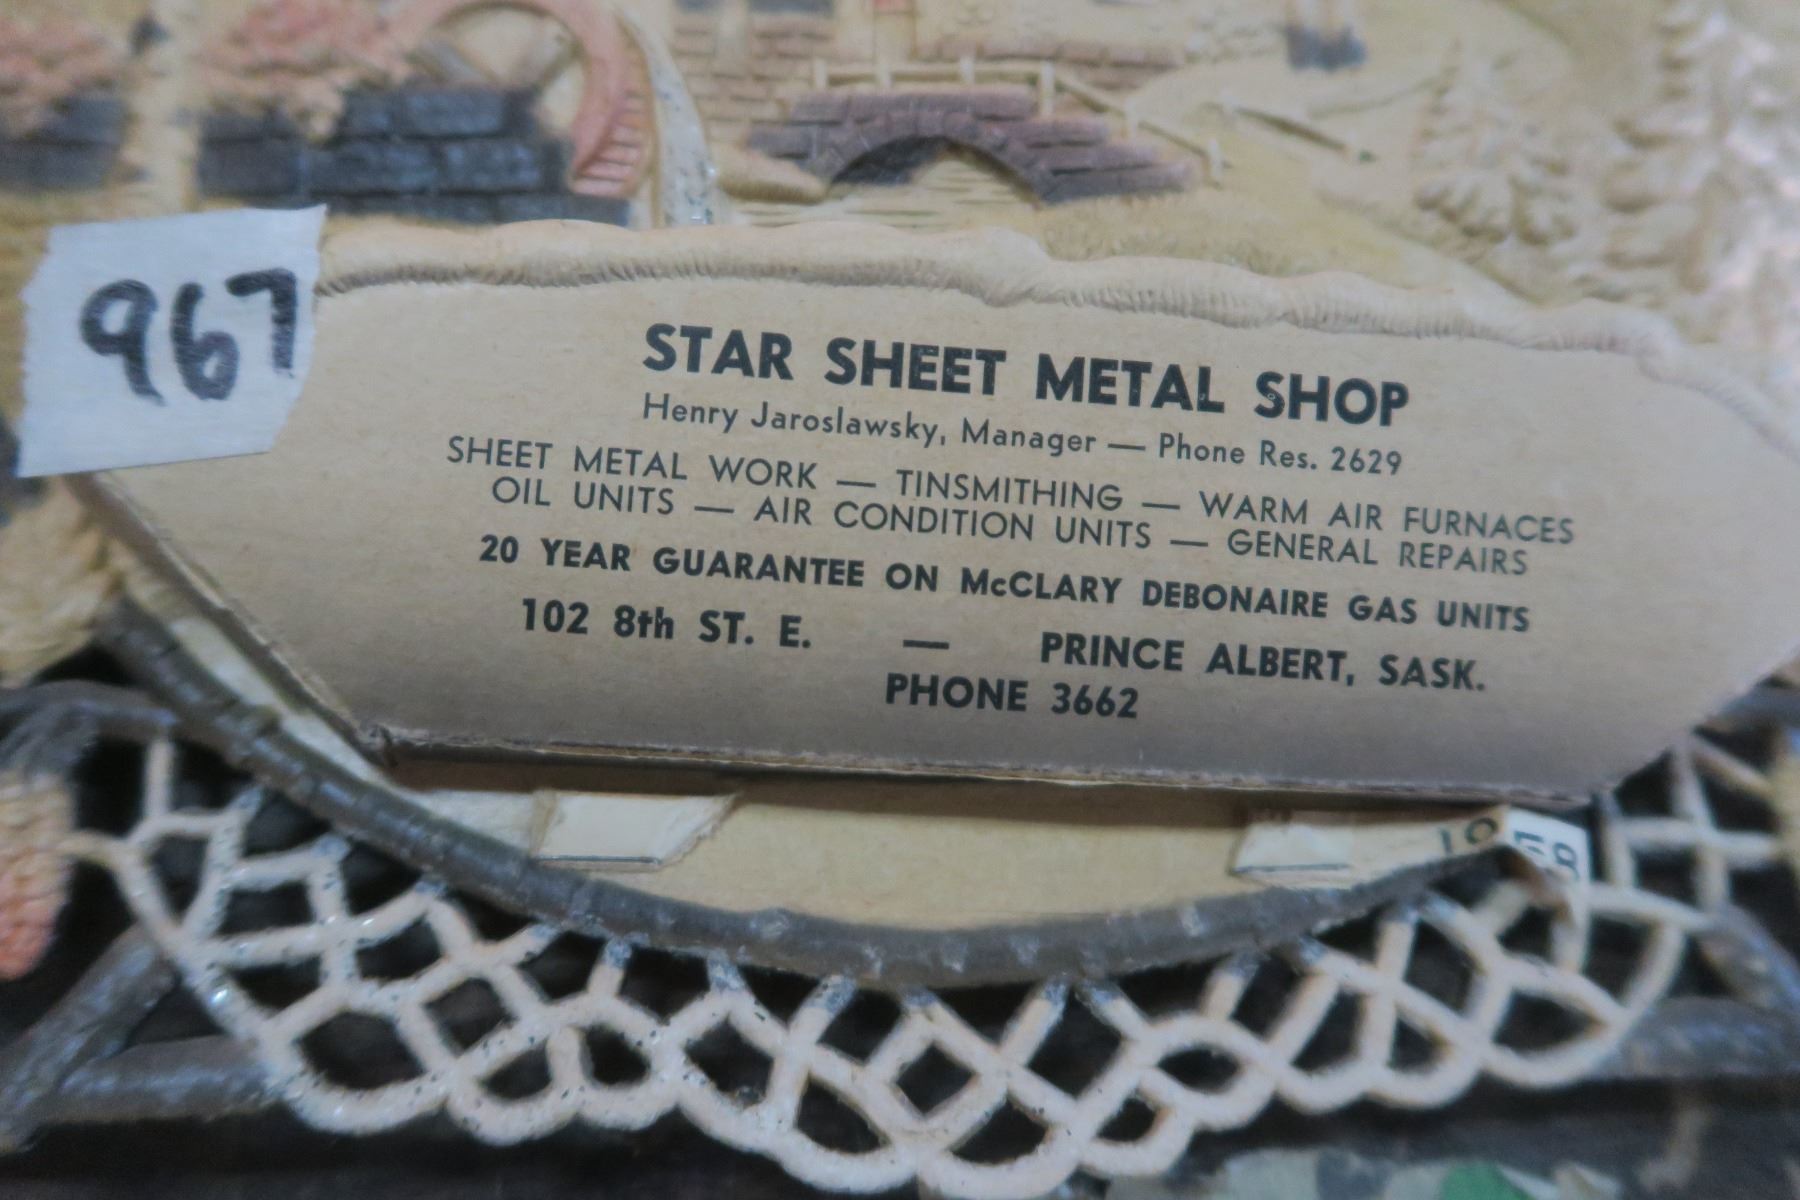 967
STAR SHEET METAL SHOP
Henry Jaroslawsky, Manager — Phone Res. 2629
SHEET METAL WORK — TINSMITHING — WARM AIR FURNACES
OIL UNITS — AIR CONDITION UNITS — GENERAL REPAIRS
20 YEAR GUARANTEE ON McCLARY DEBONAIRE GAS UNITS
102 8th ST. E. — PRINCE ALBERT, SASK.
PHONE 3662